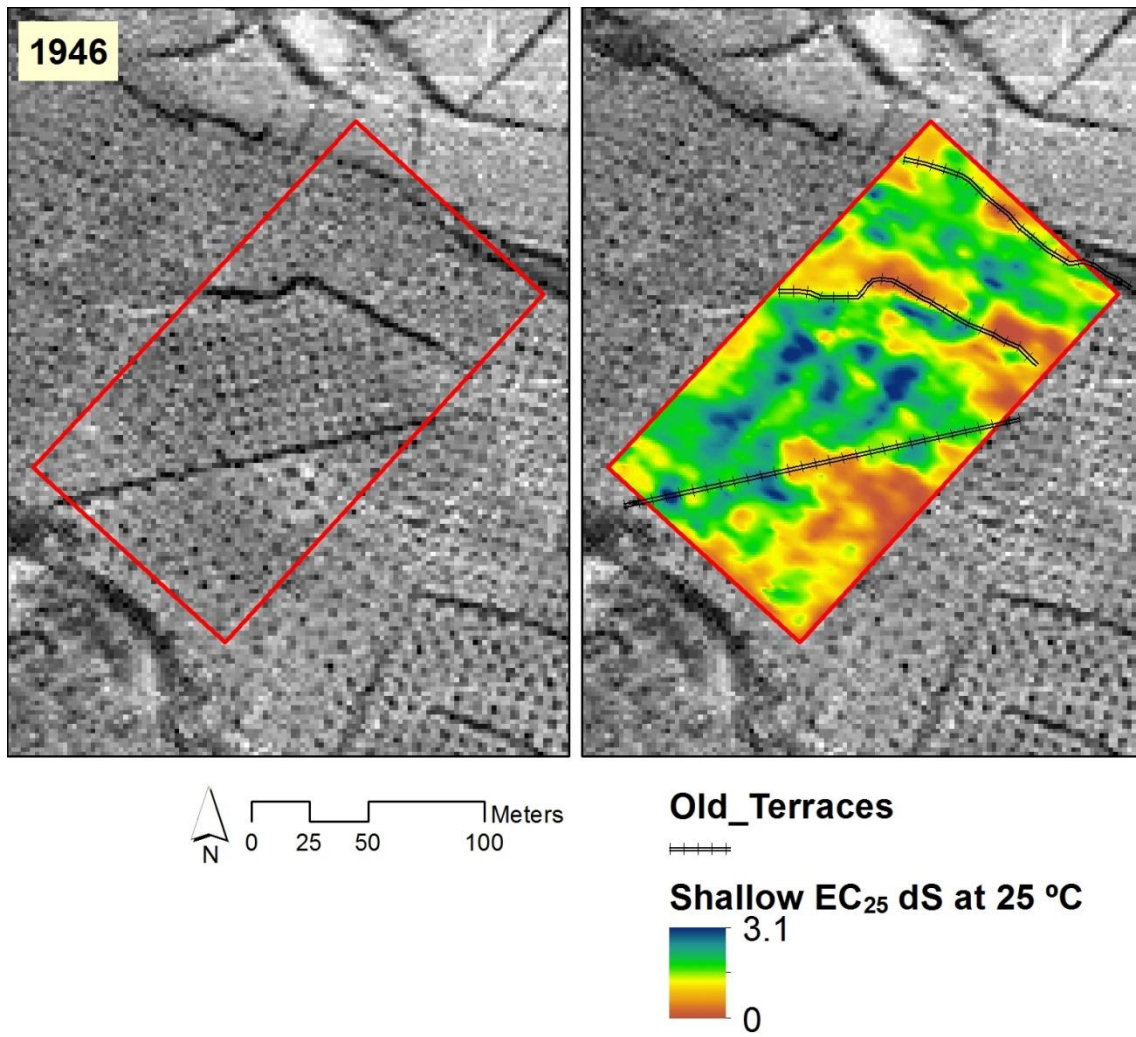 1946
Meters
N
0 25 50 100
Old_Terraces
Shallow EC₂₅ dS at 25 ºC
3.1
0